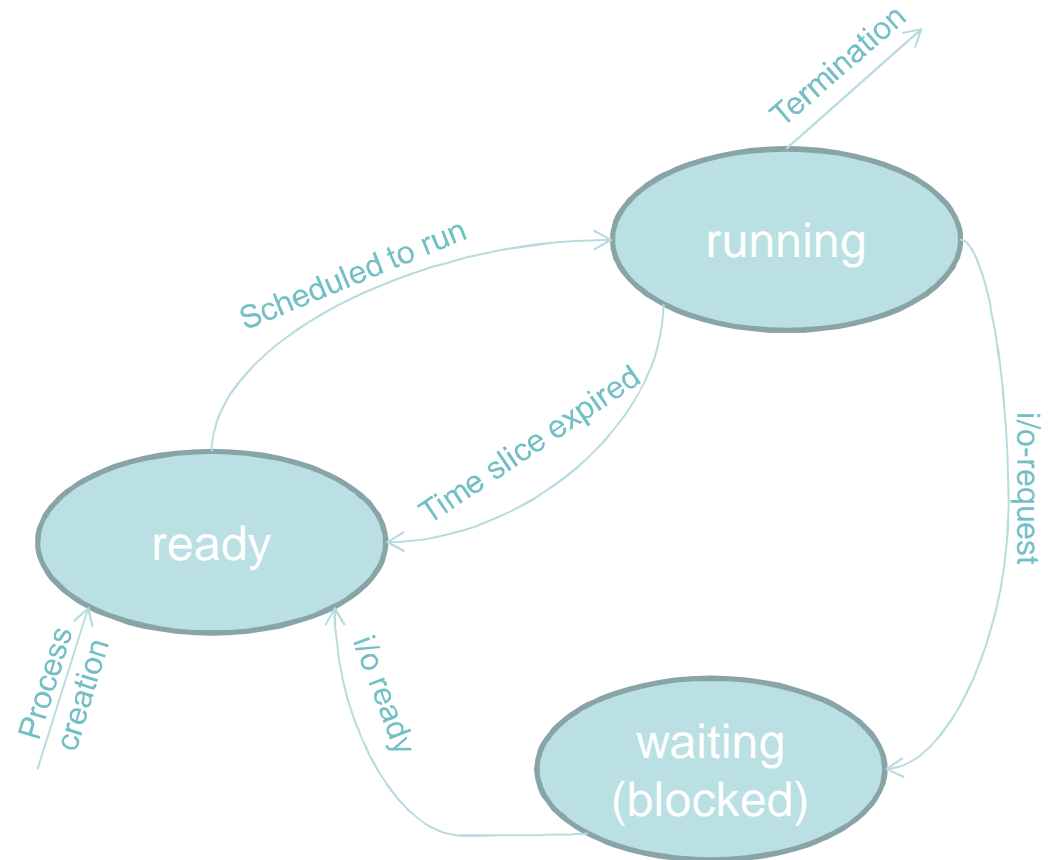 Termination
running
Scheduled to run
Time slice expired
i/o-request
ready
Process
creation
i/o ready
waiting
(blocked)